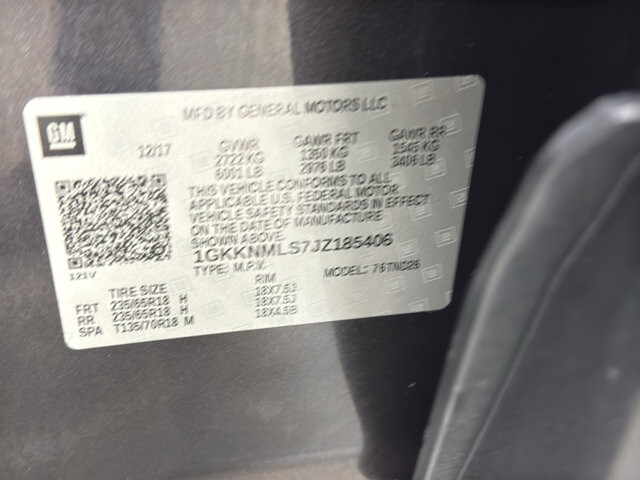 GM
MFD BY GENERAL MOTORS LLC
12/17
GVWR GAWR FRT GAWR RR
2722 KG 1350 KG 1545 KG
6001 LB 2976 LB 3406 LB
THIS VEHICLE CONFORMS TO ALL
APPLICABLE U.S. FEDERAL MOTOR
VEHICLE SAFETY STANDARDS IN EFFECT
ON THE DATE OF MANUFACTURE
SHOWN ABOVE.
1GKKNMLS7JZ185406
TYPE: M.P.V. MODEL: 76TND26
121V
TIRE SIZE RIM
FRT 235/65R18 H 18X7.5J
RR 235/65R18 H 18X7.5J
SPA T135/70R18 M 18X4.5B